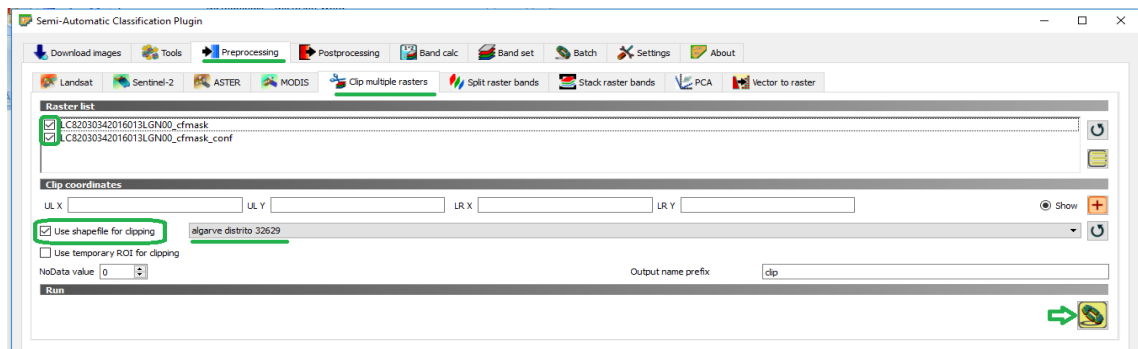 Semi-Automatic Classification Plugin
Download images Tools Preprocessing Postprocessing Band calc Band set Batch Settings About
Landsat Sentinel-2 ASTER MODIS Clip multiple rasters Split raster bands Stack raster bands PCA Vector to raster
Raster list
LC82030342016013LGN00_cfmask
LC82030342016013LGN00_cfmask_conf
Clip coordinates
UL X UL Y LR X LR Y Show
Use shapefile for clipping algarve distrito 32629
Use temporary ROI for clipping
NoData value 0 Output name prefix clip
Run